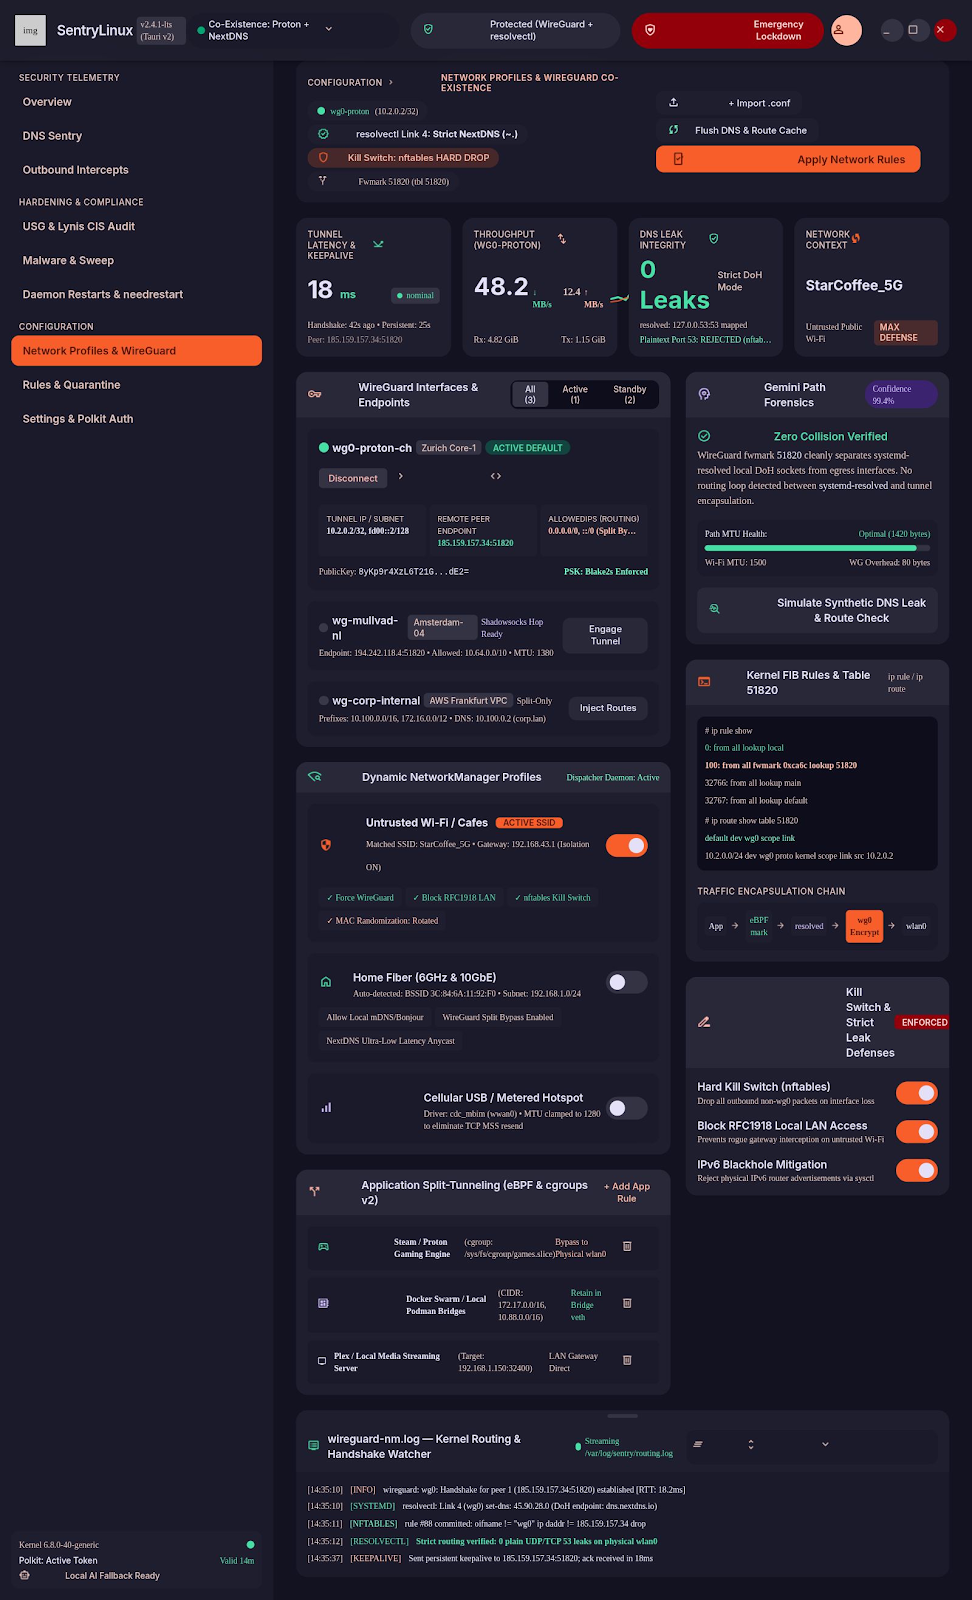 img
SentryLinux
v2.4.1-lts
(Tauri v2)
Co-Existence: Proton +
NextDNS
Protected (WireGuard +
resolvectl)
Emergency
Lockdown
SECURITY TELEMETRY
Overview
DNS Sentry
Outbound Intercepts
HARDENING & COMPLIANCE
USG & Lynis CIS Audit
Malware & Sweep
Daemon Restarts & needrestart
CONFIGURATION
Network Profiles & WireGuard
Rules & Quarantine
Settings & Polkit Auth
Kernel 6.8.0-40-generic
Polkit: Active Token
Valid 14m
Local AI Fallback Ready
CONFIGURATION ›
NETWORK PROFILES & WIREGUARD CO-
EXISTENCE
wg0-proton (10.2.0.2/32)
resolvectl Link 4: Strict NextDNS (~.)
Kill Switch: nftables HARD DROP
Fwmark 51820 (tbl 51820)
+ Import .conf
Flush DNS & Route Cache
Apply Network Rules
TUNNEL
LATENCY &
KEEPALIVE
18 ms
nominal
Handshake: 42s ago • Persistent: 25s
Peer: 185.159.157.34:51820
THROUGHPUT
(WG0-PROTON)
48.2 ↓
MB/s
12.4 ↑
MB/s
Rx: 4.82 GiB
Tx: 1.15 GiB
DNS LEAK
INTEGRITY
0
Leaks
Strict DoH
Mode
resolved: 127.0.0.53:53 mapped
Plaintext Port 53: REJECTED (nftab...
NETWORK
CONTEXT
StarCoffee_5G
Untrusted Public
Wi-Fi
MAX
DEFENSE
WireGuard Interfaces &
Endpoints
All
(3)
Active
(1)
Standby
(2)
wg0-proton-ch
Zurich Core-1
ACTIVE DEFAULT
Disconnect
TUNNEL IP / SUBNET
10.2.0.2/32, fd00::2/128
REMOTE PEER
ENDPOINT
185.159.157.34:51820
ALLOWEDIPS (ROUTING)
0.0.0.0/0, ::/0 (Split By...
PublicKey: 8yKp9r4XzL6T21G...dE2=
PSK: Blake2s Enforced
wg-mullvad-
nl
Amsterdam-
04
Shadowsocks Hop
Ready
Endpoint: 194.242.118.4:51820 • Allowed: 10.64.0.0/10 • MTU: 1380
Engage
Tunnel
wg-corp-internal
AWS Frankfurt VPC
Split-Only
Prefixes: 10.100.0.0/16, 172.16.0.0/12 • DNS: 10.100.0.2 (corp.lan)
Inject Routes
Dynamic NetworkManager Profiles
Dispatcher Daemon: Active
Untrusted Wi-Fi / Cafes
ACTIVE SSID
Matched SSID: StarCoffee_5G • Gateway: 192.168.43.1 (Isolation
ON)
✓ Force WireGuard
✓ Block RFC1918 LAN
✓ nftables Kill Switch
✓ MAC Randomization: Rotated
Home Fiber (6GHz & 10GbE)
Auto-detected: BSSID 3C:84:6A:11:92:F0 • Subnet: 192.168.1.0/24
Allow Local mDNS/Bonjour
WireGuard Split Bypass Enabled
NextDNS Ultra-Low Latency Anycast
Cellular USB / Metered Hotspot
Driver: cdc_mbim (wwan0) • MTU clamped to 1280
to eliminate TCP MSS resend
Application Split-Tunneling (eBPF & cgroups
v2)
+ Add App
Rule
Steam / Proton
Gaming Engine
(cgroup:
/sys/fs/cgroup/games.slice)
Bypass to
Physical wlan0
Docker Swarm / Local
Podman Bridges
(CIDR:
172.17.0.0/16,
10.88.0.0/16)
Retain in
Bridge
veth
Plex / Local Media Streaming
Server
(Target:
192.168.1.150:32400)
LAN Gateway
Direct
Gemini Path
Forensics
Confidence
99.4%
Zero Collision Verified
WireGuard fwmark 51820 cleanly separates systemd-
resolved local DoH sockets from egress interfaces. No
routing loop detected between systemd-resolved and tunnel
encapsulation.
Path MTU Health:
Optimal (1420 bytes)
Wi-Fi MTU: 1500
WG Overhead: 80 bytes
Simulate Synthetic DNS Leak
& Route Check
Kernel FIB Rules & Table
51820
ip rule / ip
route
# ip rule show
0: from all lookup local
100: from all fwmark 0xca6c lookup 51820
32766: from all lookup main
32767: from all lookup default
# ip route show table 51820
default dev wg0 scope link
10.2.0.0/24 dev wg0 proto kernel scope link src 10.2.0.2
TRAFFIC ENCAPSULATION CHAIN
App → eBPF
mark → resolved → wg0
Encrypt → wlan0
Kill
Switch &
Strict
Leak
Defenses
ENFORCED
Hard Kill Switch (nftables)
Drop all outbound non-wg0 packets on interface loss
Block RFC1918 Local LAN Access
Prevents rogue gateway interception on untrusted Wi-Fi
IPv6 Blackhole Mitigation
Reject physical IPv6 router advertisements via sysctl
wireguard-nm.log — Kernel Routing &
Handshake Watcher
Streaming
/var/log/sentry/routing.log
[14:35:10] [INFO] wireguard: wg0: Handshake for peer 1 (185.159.157.34:51820) established [RTT: 18.2ms]
[14:35:10] [SYSTEMD] resolvectl: Link 4 (wg0) set-dns: 45.90.28.0 (DoH endpoint: dns.nextdns.io)
[14:35:11] [NFTABLES] rule #88 committed: oifname != "wg0" ip daddr != 185.159.157.34 drop
[14:35:12] [RESOLVECTL] Strict routing verified: 0 plain UDP/TCP 53 leaks on physical wlan0
[14:35:37] [KEEPALIVE] Sent persistent keepalive to 185.159.157.34:51820; ack received in 18ms